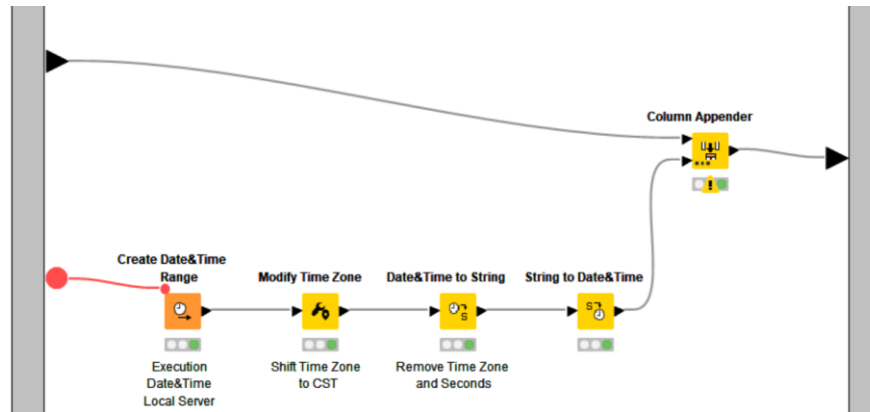 Column Appender
Create Date&Time
Range
Modify Time Zone
Date&Time to String
String to Date&Time
S
S
Execution
Date&Time
Local Server
Shift Time Zone
to CST
Remove Time Zone
and Seconds